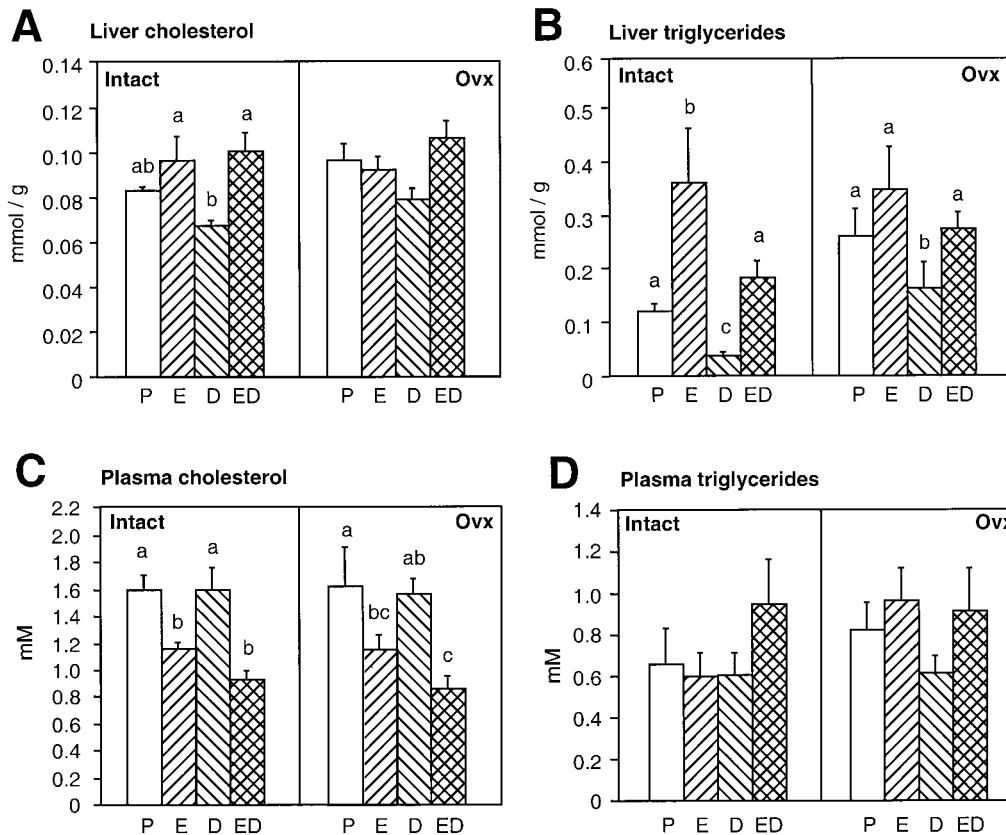 A Liver cholesterol
mmol / g
0.14
0.12
0.10
0.08
0.06
0.04
0.02
0
Intact
Ovx
ab
a
b
a
P E D ED
P E D ED
B Liver triglycerides
mmol / g
0.6
0.5
0.4
0.3
0.2
0.1
0
Intact
Ovx
a
b
c
a
a
a
b
a
P E D ED
P E D ED
C Plasma cholesterol
mM
2.2
2.0
1.8
1.6
1.4
1.2
1.0
0.8
0.6
0.4
0.2
0
Intact
Ovx
a
b
a
b
a
bc
ab
c
P E D ED
P E D ED
D Plasma triglycerides
mM
1.4
1.2
1.0
0.8
0.6
0.4
0.2
0
Intact
Ovx
P E D ED
P E D ED